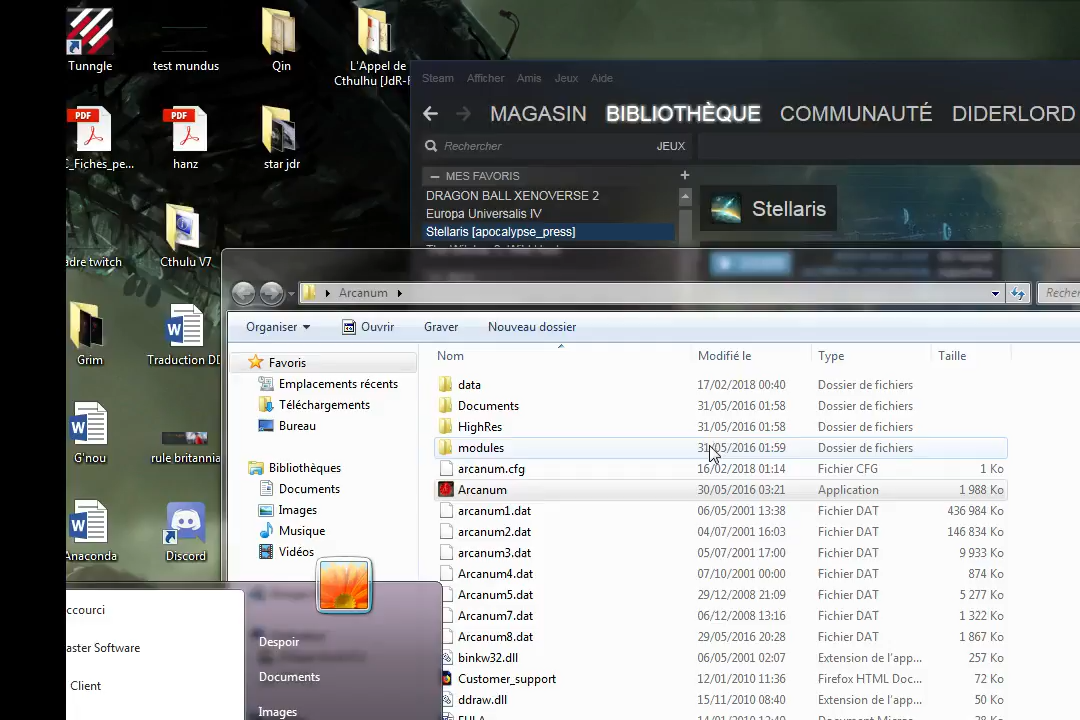 Tunngle
test mundus
Qin
L'Appel de
Cthulhu [JdR-F
PDF
PDF
C_Fiches_pe...
hanz
star jdr
adre twitch
Cthulu V7
Grim
Traduction DD
G'nou
rule britannia
Anaconda
Discord
Steam Afficher Amis Jeux Aide
MAGASIN BIBLIOTHÈQUE COMMUNAUTÉ DIDERLORD
Rechercher JEUX
— MES FAVORIS +
DRAGON BALL XENOVERSE 2
Europa Universalis IV
Stellaris [apocalypse_press]
Stellaris
Arcanum
Recher
Organiser Ouvrir Graver Nouveau dossier
Favoris
Emplacements récents
Téléchargements
Bureau
Bibliothèques
Documents
Images
Musique
Vidéos
Nom Modifié le Type Taille
data 17/02/2018 00:40 Dossier de fichiers
Documents 31/05/2016 01:58 Dossier de fichiers
HighRes 31/05/2016 01:58 Dossier de fichiers
modules 31/05/2016 01:59 Dossier de fichiers
arcanum.cfg 16/02/2018 01:14 Fichier CFG 1 Ko
Arcanum 30/05/2016 03:21 Application 1 988 Ko
arcanum1.dat 06/05/2001 13:38 Fichier DAT 436 984 Ko
arcanum2.dat 04/07/2001 16:03 Fichier DAT 146 834 Ko
arcanum3.dat 05/07/2001 17:00 Fichier DAT 9 933 Ko
Arcanum4.dat 07/10/2001 00:00 Fichier DAT 874 Ko
Arcanum5.dat 29/12/2008 21:09 Fichier DAT 5 277 Ko
Arcanum7.dat 06/12/2008 13:16 Fichier DAT 1 322 Ko
Arcanum8.dat 29/05/2016 20:28 Fichier DAT 1 867 Ko
binkw32.dll 06/05/2001 02:07 Extension de l'app... 257 Ko
Customer_support 12/01/2010 11:36 Firefox HTML Doc... 72 Ko
ddraw.dll 15/11/2010 08:40 Extension de l'app... 50 Ko
ccourci
aster Software
Client
Despoir
Documents
Images